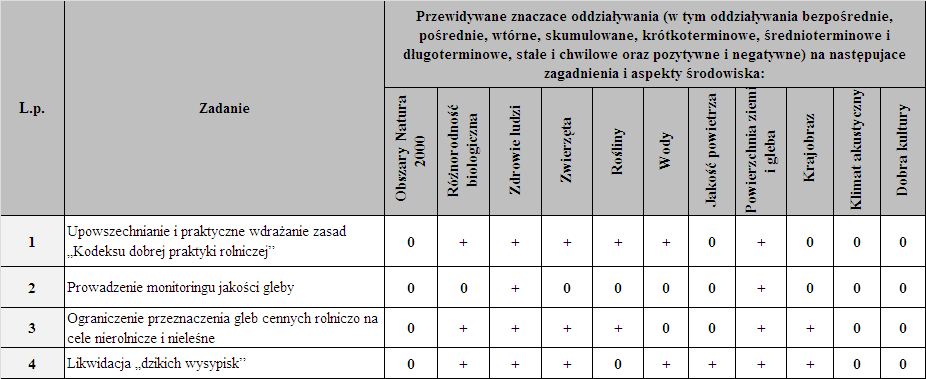 Przewidywane znaczace oddziaływania (w tym oddziaływania bezpośrednie,
pośrednie, wtórne, skumulowane, krótkoterminowe, średnioterminowe i
długoterminowe, stałe i chwilowe oraz pozytywne i negatywne) na następujace
zagadnienia i aspekty środowiska:
L.p.
Zadanie
Obszary Natura
2000
Różnorodność
biologiczna
Zdrowie ludzi
Zwierzęta
Rośliny
Wody
Jakość powietrza
Powierzchnia ziemi
i gleba
Krajobraz
Klimat akustyczny
Dobra kultury
1
Upowszechnianie i praktyczne wdrażanie zasad
„Kodeksu dobrej praktyki rolniczej”
0 + + + + + 0 + 0 0 0
2
Prowadzenie monitoringu jakości gleby
0 0 + 0 0 0 0 + 0 0 0
3
Ograniczenie przeznaczenia gleb cennych rolniczo na
cele nierolnicze i nieleśne
0 + + + + 0 0 + + 0 0
4
Likwidacja „dzikich wysypisk”
0 + + + 0 + + + + 0 0